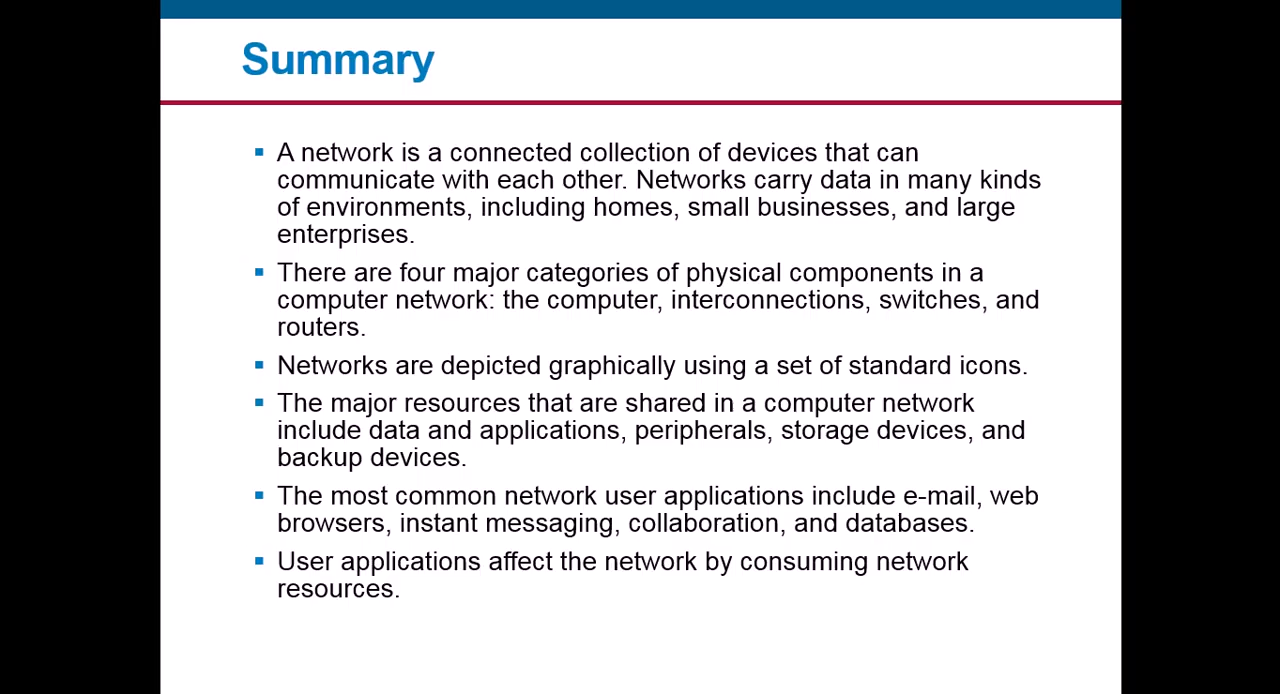 Summary
▪ A network is a connected collection of devices that can
communicate with each other. Networks carry data in many kinds
of environments, including homes, small businesses, and large
enterprises.
▪ There are four major categories of physical components in a
computer network: the computer, interconnections, switches, and
routers.
▪ Networks are depicted graphically using a set of standard icons.
▪ The major resources that are shared in a computer network
include data and applications, peripherals, storage devices, and
backup devices.
▪ The most common network user applications include e-mail, web
browsers, instant messaging, collaboration, and databases.
▪ User applications affect the network by consuming network
resources.